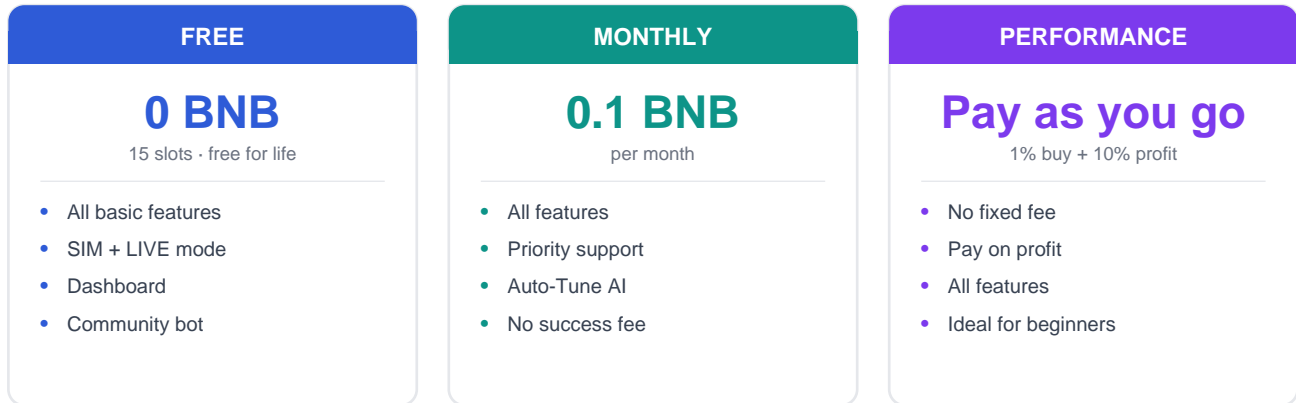 FREE
0 BNB
15 slots · free for life
• All basic features
• SIM + LIVE mode
• Dashboard
• Community bot
MONTHLY
0.1 BNB
per month
• All features
• Priority support
• Auto-Tune AI
• No success fee
PERFORMANCE
Pay as you go
1% buy + 10% profit
• No fixed fee
• Pay on profit
• All features
• Ideal for beginners